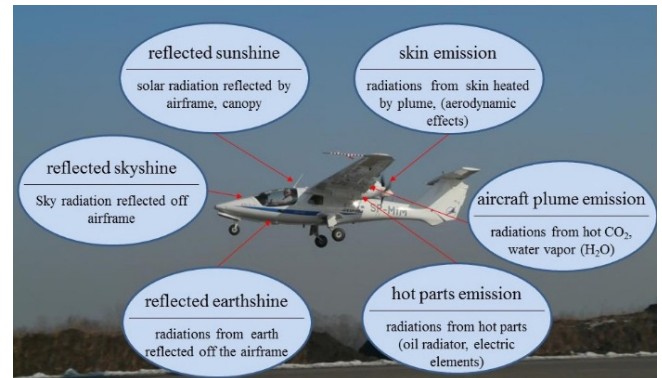 reflected sunshine
solar radiation reflected by
airframe, canopy
skin emission
radiations from skin heated
by plume, (aerodynamic
effects)
reflected skyshine
Sky radiation reflected off
airframe
aircraft plume emission
radiations from hot CO₂,
water vapor (H₂O)
SP-MIM
reflected earthshine
radiations from earth
reflected off the airframe
hot parts emission
radiations from hot parts
(oil radiator, electric
elements)